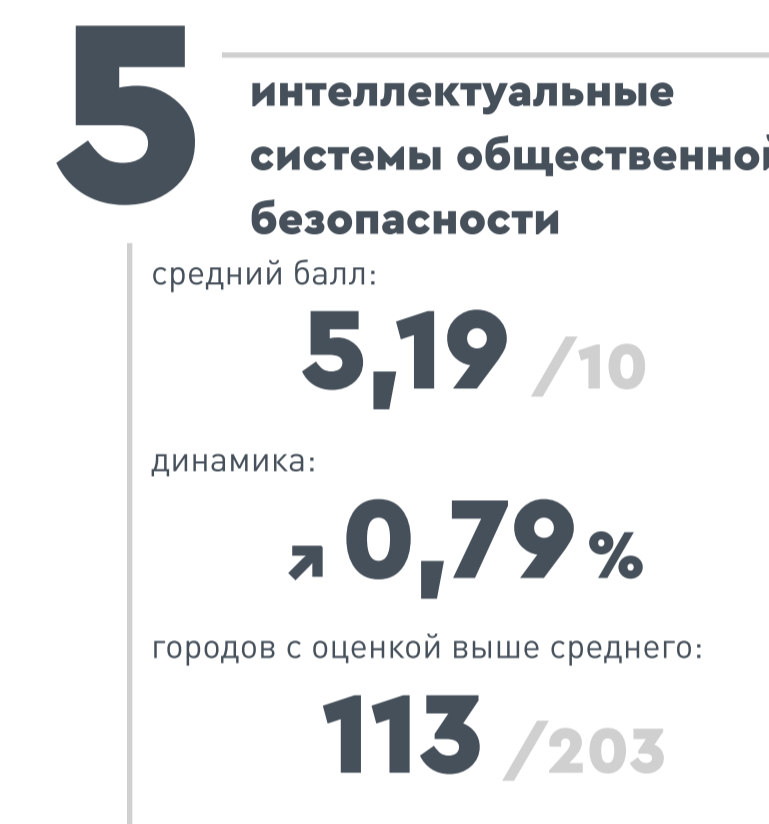 5
интеллектуальные
системы общественной
безопасности
средний балл:
5,19 /10
динамика:
↗ 0,79 %
городов с оценкой выше среднего:
113 /203